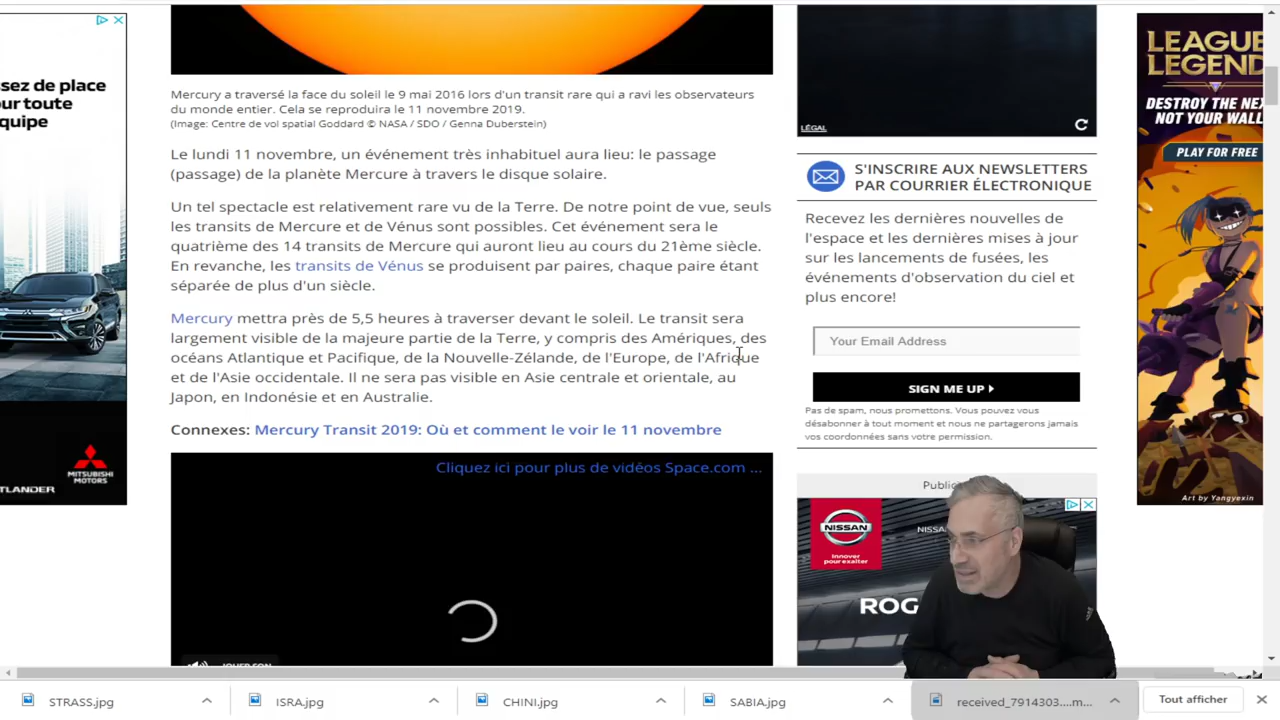 ssez de place
ur toute
quipe
MITSUBISHI
MOTORS
TLANDER
Mercury a traversé la face du soleil le 9 mai 2016 lors d'un transit rare qui a ravi les observateurs
du monde entier. Cela se reproduira le 11 novembre 2019.
(Image: Centre de vol spatial Goddard © NASA / SDO / Genna Duberstein)
Le lundi 11 novembre, un événement très inhabituel aura lieu: le passage
(passage) de la planète Mercure à travers le disque solaire.
Un tel spectacle est relativement rare vu de la Terre. De notre point de vue, seuls
les transits de Mercure et de Vénus sont possibles. Cet événement sera le
quatrième des 14 transits de Mercure qui auront lieu au cours du 21ème siècle.
En revanche, les transits de Vénus se produisent par paires, chaque paire étant
séparée de plus d'un siècle.
Mercury mettra près de 5,5 heures à traverser devant le soleil. Le transit sera
largement visible de la majeure partie de la Terre, y compris des Amériques, des
océans Atlantique et Pacifique, de la Nouvelle-Zélande, de l'Europe, de l'Afrique
et de l'Asie occidentale. Il ne sera pas visible en Asie centrale et orientale, au
Japon, en Indonésie et en Australie.
Connexes: Mercury Transit 2019: Où et comment le voir le 11 novembre
Cliquez ici pour plus de vidéos Space.com ...
LÉGAL
S'INSCRIRE AUX NEWSLETTERS
PAR COURRIER ÉLECTRONIQUE
Recevez les dernières nouvelles de
l'espace et les dernières mises à jour
sur les lancements de fusées, les
événements d'observation du ciel et
plus encore!
Your Email Address
SIGN ME UP
Pas de spam, nous promettons. Vous pouvez vous
désabonner à tout moment et nous ne partagerons jamais
vos coordonnées sans votre permission.
NISSAN
NISSA
Innover
pour exalter
ROG
LEAGUE
LEGEND
DESTROY THE NEX
NOT YOUR WALL
PLAY FOR FREE
Art by Yangyexin
STRASS.jpg
ISRA.jpg
CHINI.jpg
SABIA.jpg
received_7914303....m...
Tout afficher